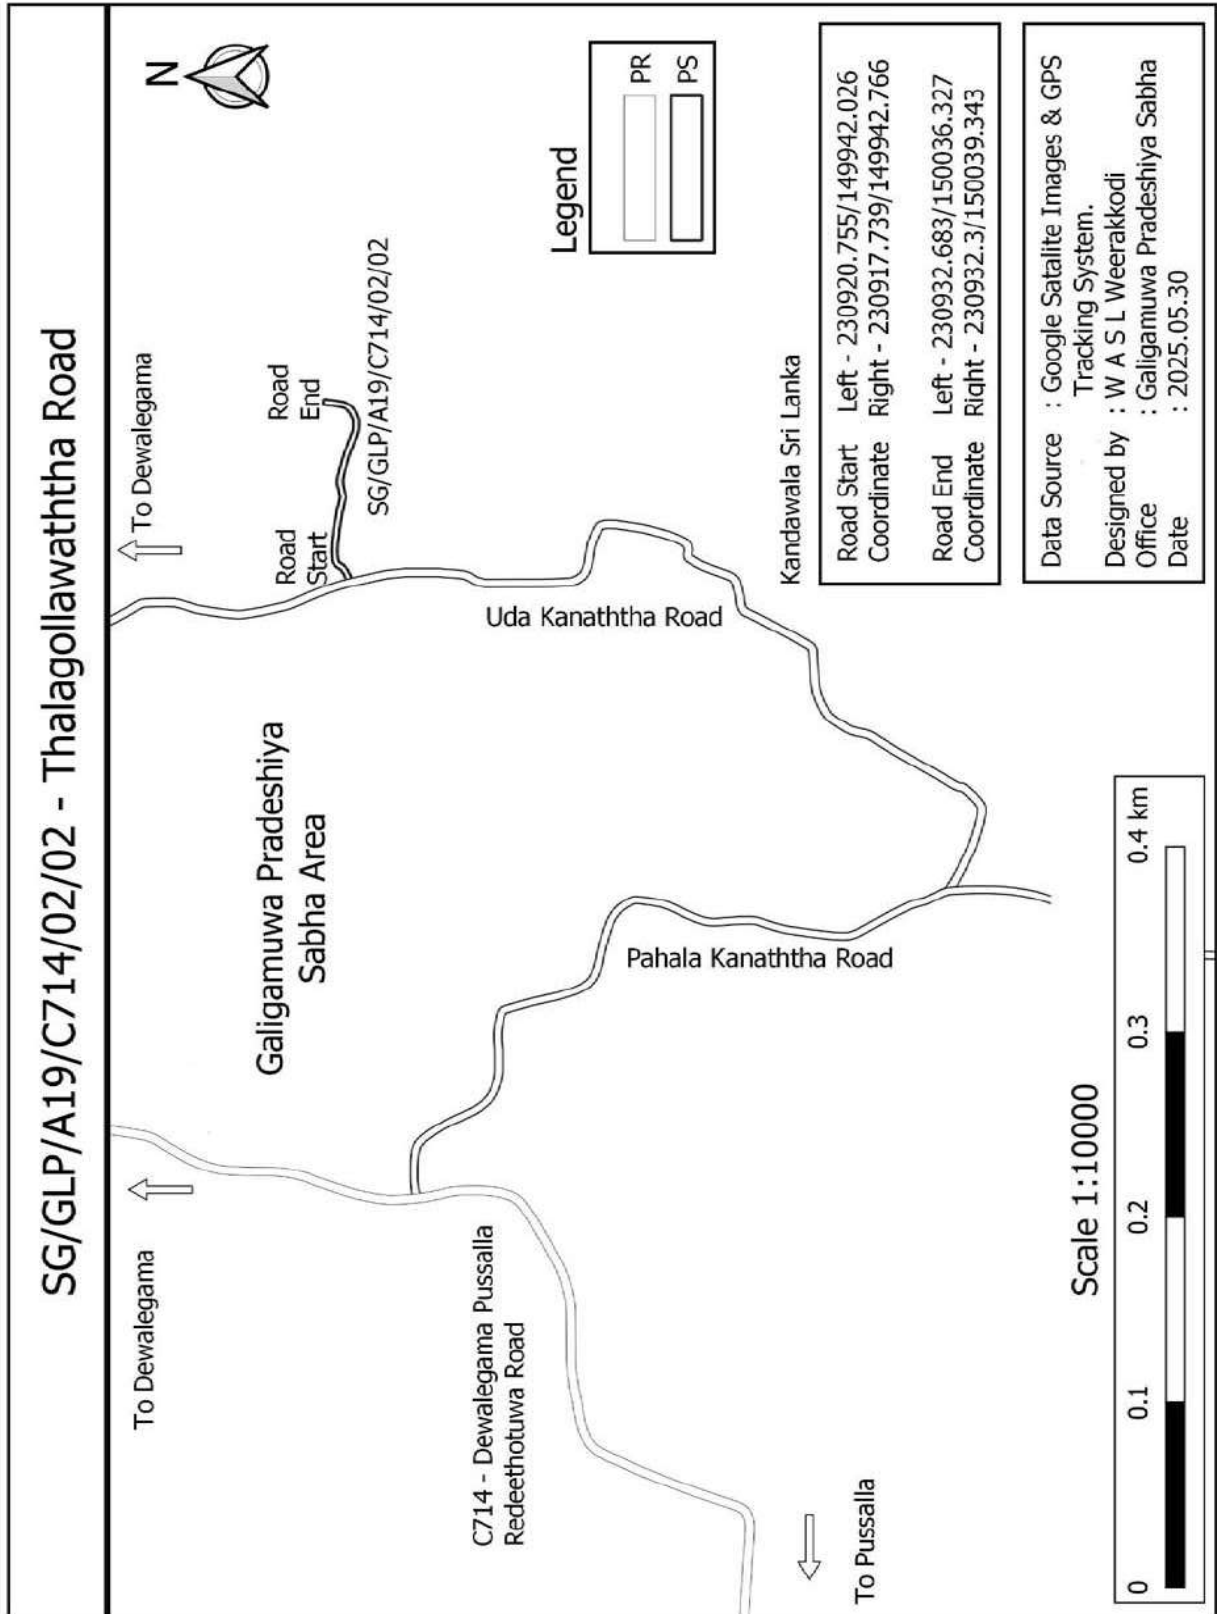 SG/GLP/A19/C714/02/02 - Thalagollawaththa Road
N
To Dewalegama
To Dewalegama
Galigamuwa Pradeshiya
Sabha Area
Road
Start
Road
End
SG/GLP/A19/C714/02/02
C714 - Dewalegama Pussalla
Redeethotuwa Road
Uda Kanaththa Road
Pahala Kanaththa Road
To Pussalla
Legend
PR
PS
Kandawala Sri Lanka
Road Start Left - 230920.755/149942.026
Coordinate Right - 230917.739/149942.766
Road End Left - 230932.683/150036.327
Coordinate Right - 230932.3/150039.343
Scale 1:10000
0 0.1 0.2 0.3 0.4 km
Data Source : Google Satalite Images & GPS
Tracking System.
Designed by : W A S L Weerakkodi
Office : Galigamuwa Pradeshiya Sabha
Date : 2025.05.30